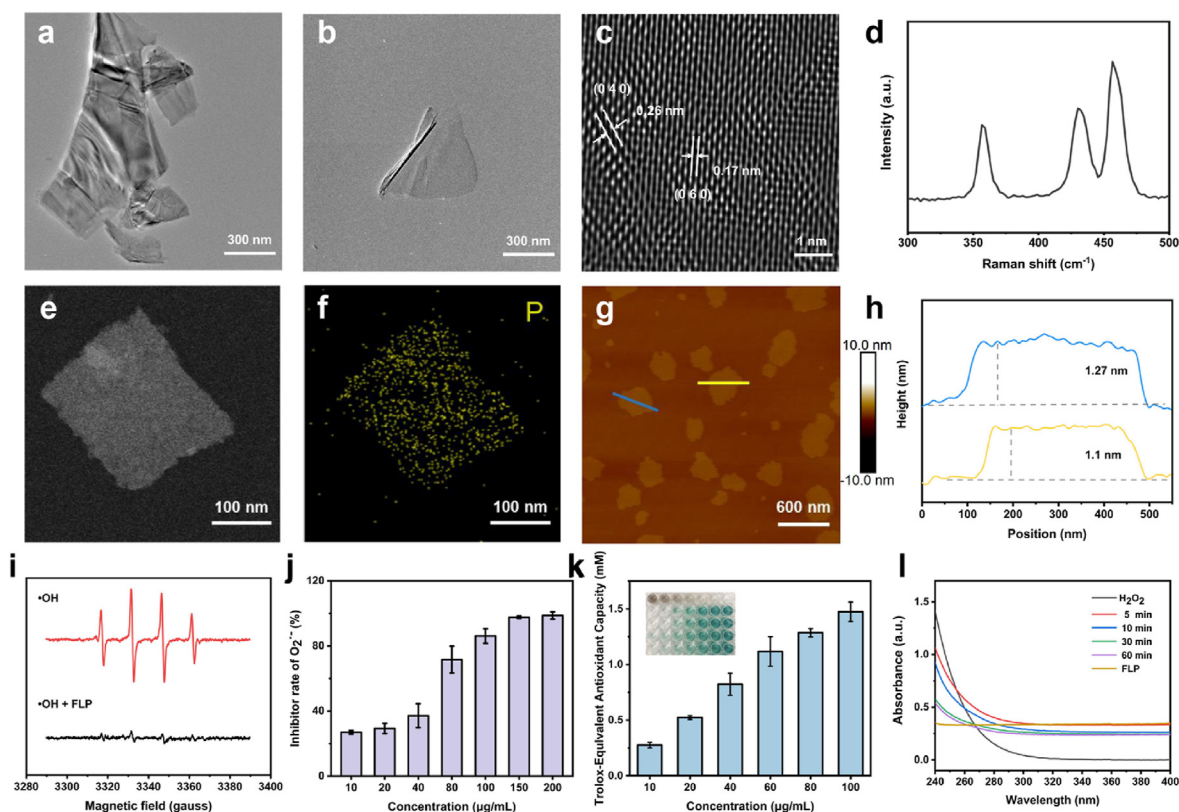 a
300 nm
b
300 nm
c
(0 4 0)
0.26 nm
0.17 nm
(0 6 0)
1 nm
d
Intensity (a.u.)
300 350 400 450 500
Raman shift (cm⁻¹)
e
100 nm
f
P
100 nm
g
600 nm
10.0 nm
-10.0 nm
h
Height (nm)
1.27 nm
1.1 nm
0 100 200 300 400 500
Position (nm)
i
•OH
•OH + FLP
3280 3300 3320 3340 3360 3380 3400
Magnetic field (gauss)
j
Inhibitor rate of O₂˙⁻ (%)
120
80
40
0
10 20 40 80 100 150 200
Concentration (μg/mL)
k
Trolox-Equivalent Antioxidant Capacity (mM)
1.5
1.0
0.5
0.0
10 20 40 60 80 100
Concentration (μg/mL)
l
Absorbance (a.u.)
1.5
1.0
0.5
0.0
H₂O₂
5 min
10 min
30 min
60 min
FLP
240 260 280 300 320 340 360 380 400
Wavelength (nm)